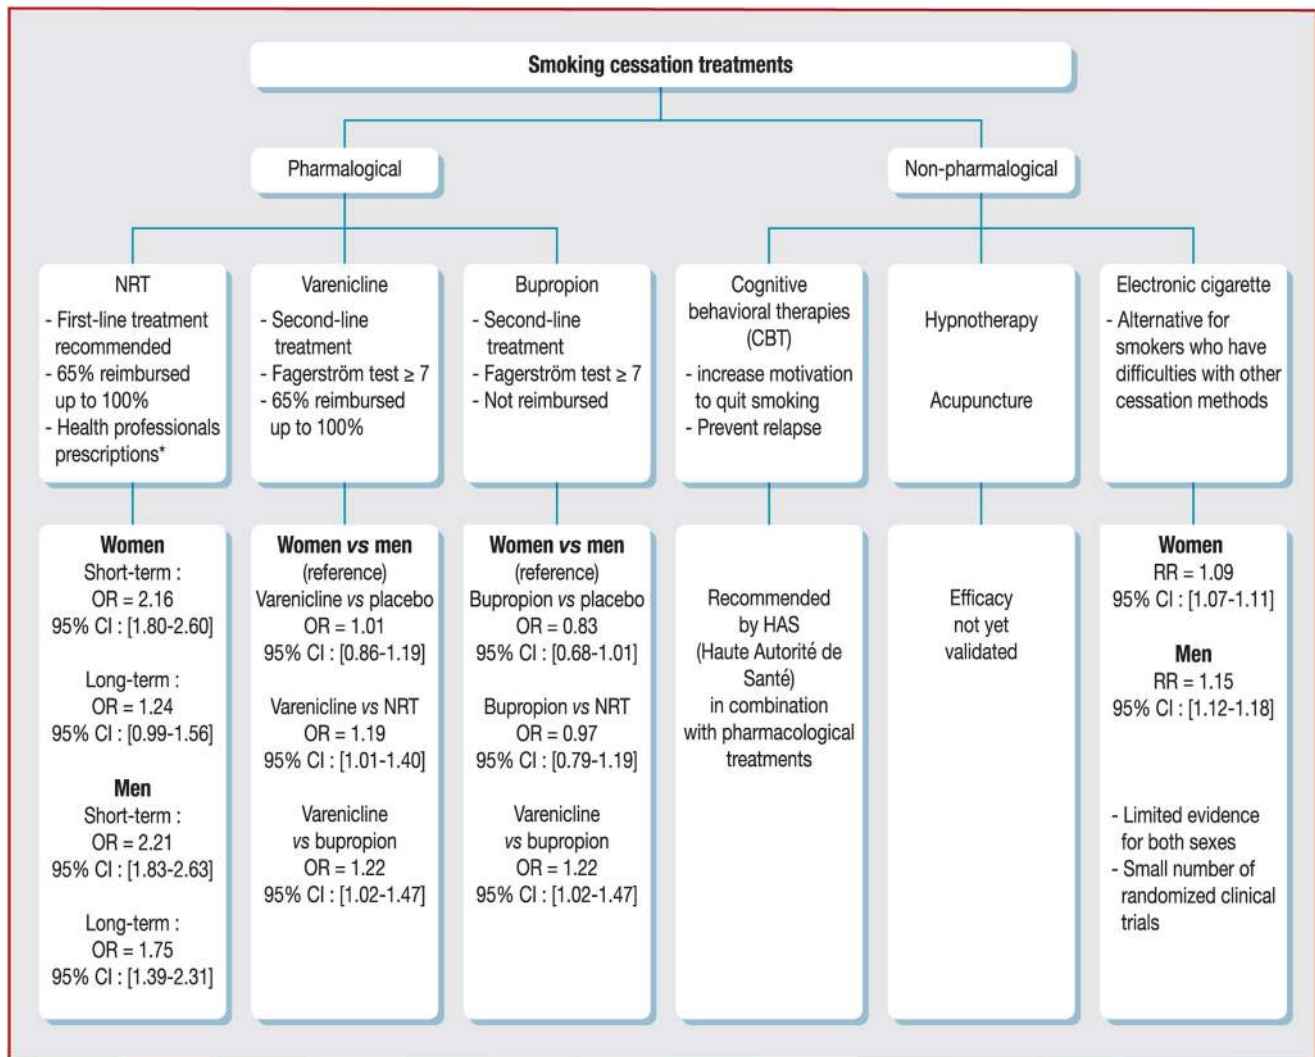 Smoking cessation treatments
Pharmalogical
Non-pharmalogical
NRT
- First-line treatment
recommended
- 65% reimbursed
up to 100%
- Health professionals
prescriptions*
Varenicline
- Second-line
treatment
- Fagerström test ≥ 7
- 65% reimbursed
up to 100%
Bupropion
- Second-line
treatment
- Fagerström test ≥ 7
- Not reimbursed
Cognitive
behavioral therapies
(CBT)
- increase motivation
to quit smoking
- Prevent relapse
Hypnotherapy
Acupuncture
Electronic cigarette
- Alternative for
smokers who have
difficulties with other
cessation methods
Women
Short-term :
OR = 2.16
95% CI : [1.80-2.60]
Long-term :
OR = 1.24
95% CI : [0.99-1.56]
Men
Short-term :
OR = 2.21
95% CI : [1.83-2.63]
Long-term :
OR = 1.75
95% CI : [1.39-2.31]
Women vs men
(reference)
Varenicline vs placebo
OR = 1.01
95% CI : [0.86-1.19]
Varenicline vs NRT
OR = 1.19
95% CI : [1.01-1.40]
Varenicline
vs bupropion
OR = 1.22
95% CI : [1.02-1.47]
Women vs men
(reference)
Bupropion vs placebo
OR = 0.83
95% CI : [0.68-1.01]
Bupropion vs NRT
OR = 0.97
95% CI : [0.79-1.19]
Varenicline
vs bupropion
OR = 1.22
95% CI : [1.02-1.47]
Recommended
by HAS
(Haute Autorité de
Santé)
in combination
with pharmacological
treatments
Efficacy
not yet
validated
Women
RR = 1.09
95% CI : [1.07-1.11]
Men
RR = 1.15
95% CI : [1.12-1.18]
- Limited evidence
for both sexes
- Small number of
randomized clinical
trials